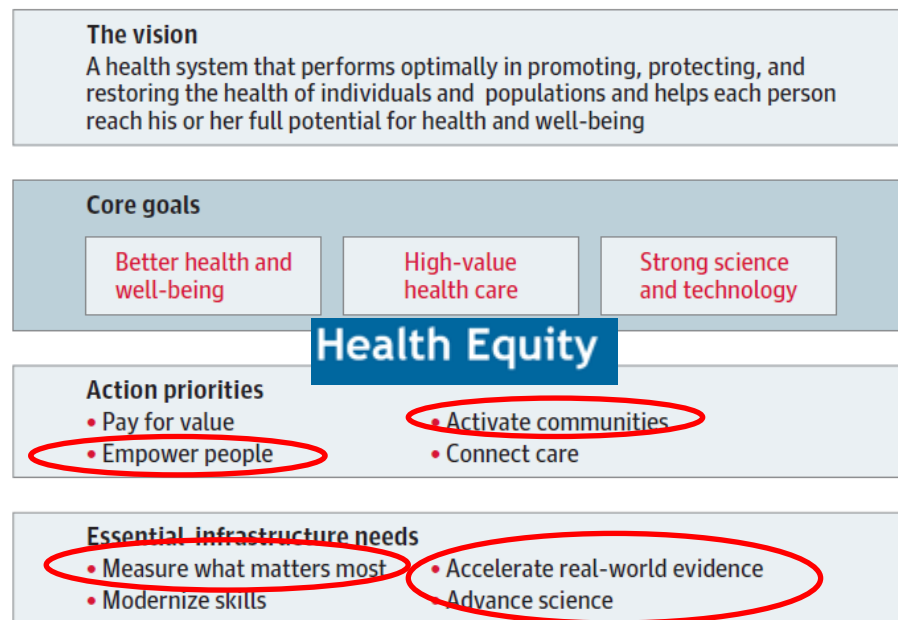 The vision
A health system that performs optimally in promoting, protecting, and
restoring the health of individuals and populations and helps each person
reach his or her full potential for health and well-being
Core goals
Better health and
well-being
High-value
health care
Strong science
and technology
Health Equity
Action priorities
• Pay for value
• Empower people
• Activate communities
• Connect care
Essential infrastructure needs
• Measure what matters most
• Modernize skills
• Accelerate real-world evidence
• Advance science